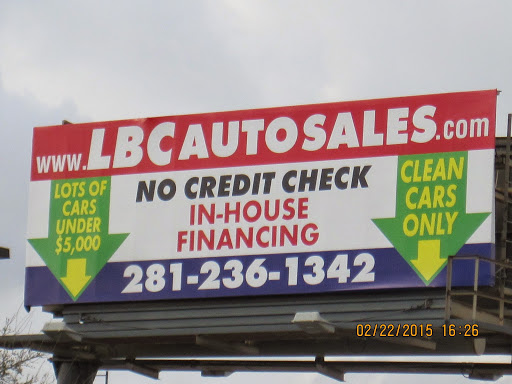 www.LBCAUTOSALES.com
LOTS OF
CARS
UNDER
$5,000
NO CREDIT CHECK
IN-HOUSE
FINANCING
CLEAN
CARS
ONLY
281-236-1342
02/22/2015 16:26